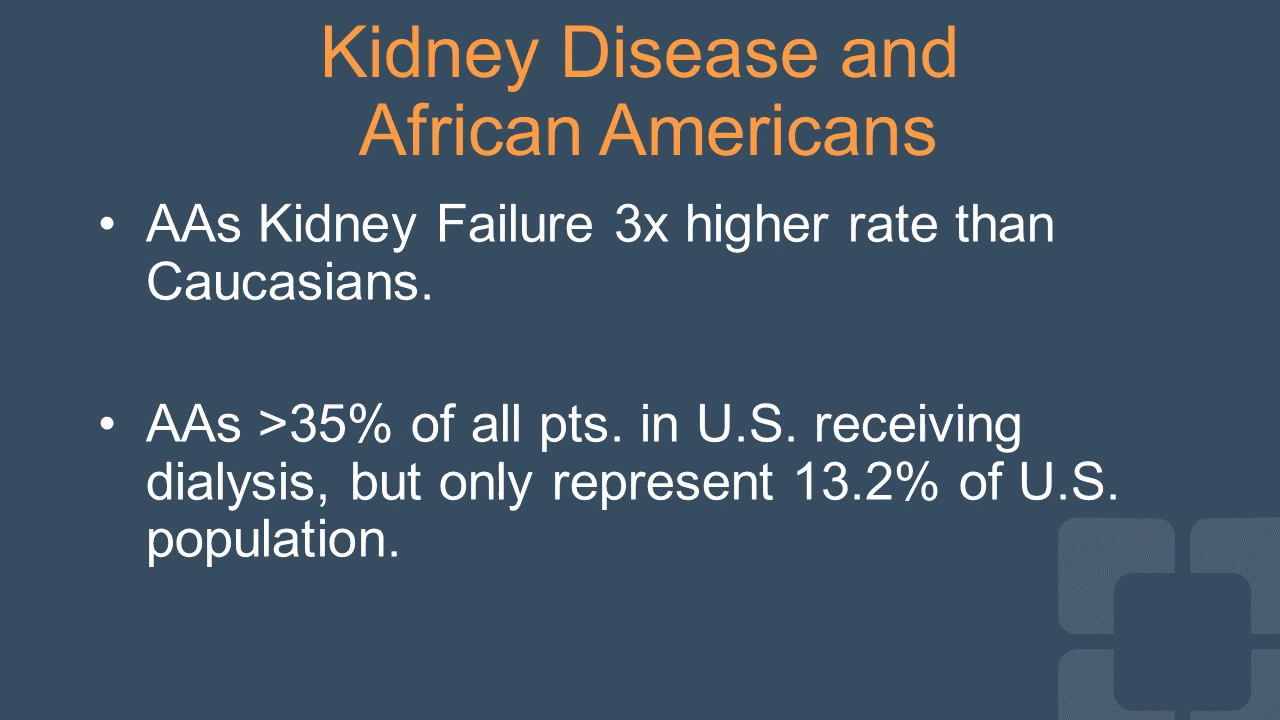 Kidney Disease and
African Americans
• AAs Kidney Failure 3x higher rate than
Caucasians.
• AAs >35% of all pts. in U.S. receiving
dialysis, but only represent 13.2% of U.S.
population.